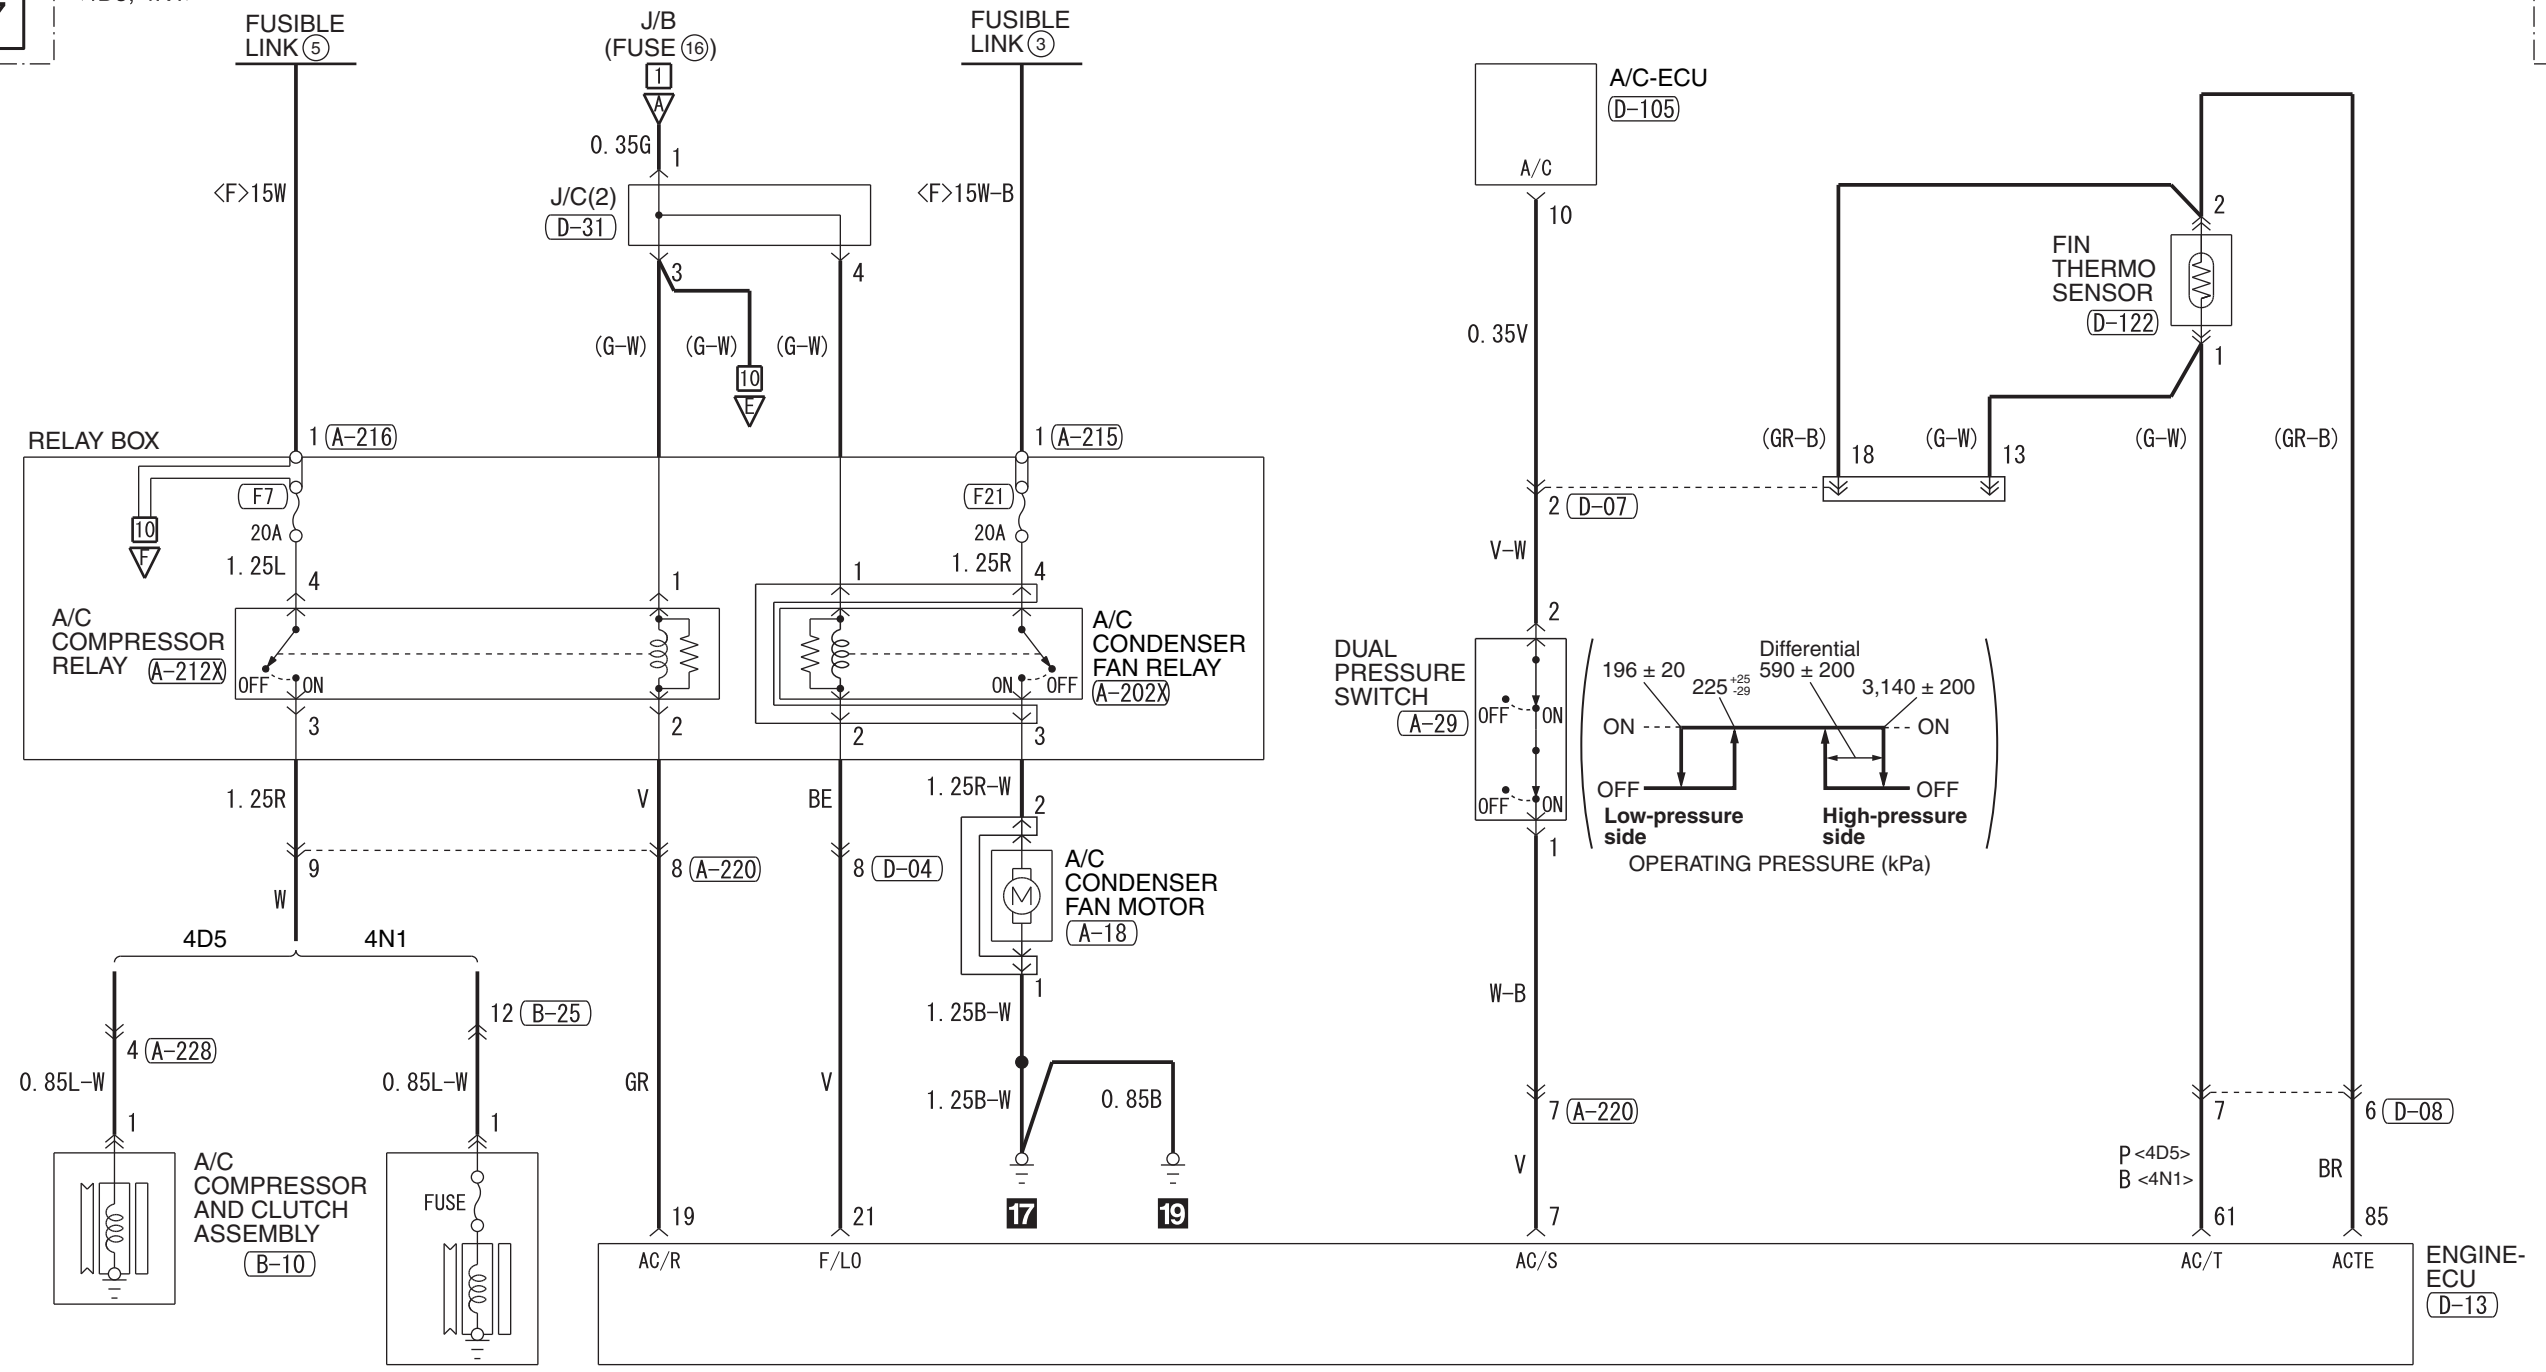 FUSIBLE
LINK ⑤
J/B
(FUSE ⑯)
1
A
FUSIBLE
LINK ③
A/C-ECU
D-105
A/C
10
0.35G
1
<F>15W
J/C(2)
D-31
<F>15W-B
3
4
2
FIN
THERMO
SENSOR
D-122
1
0.35V
(G-W)
(G-W)
(G-W)
10
E
RELAY BOX
1 A-216
1 A-215
(GR-B)
18
(G-W)
13
(G-W)
(GR-B)
F7
20A
10
F
1.25L
4
1
1
F21
20A
1.25R
4
2 D-07
V-W
2
A/C
COMPRESSOR
RELAY A-212X
OFF
ON
3
2
ON
OFF
A/C
CONDENSER
FAN RELAY
A-202X
2
3
DUAL
PRESSURE
SWITCH
A-29
OFF
ON
OFF
ON
1
Differential
196 ± 20
225 +25 -29
590 ± 200
3,140 ± 200
ON
ON
OFF
OFF
Low-pressure
side
High-pressure
side
OPERATING PRESSURE (kPa)
1.25R
V
BE
1.25R-W
2
9
8 A-220
8 D-04
A/C
CONDENSER
FAN MOTOR
A-18
1
W
4D5
4N1
12 B-25
4 A-228
0.85L-W
0.85L-W
1
1
GR
V
1.25B-W
1.25B-W
0.85B
W-B
7 A-220
7
6 D-08
A/C
COMPRESSOR
AND CLUTCH
ASSEMBLY
B-10
FUSE
17
19
V
P <4D5>
B <4N1>
BR
19
21
7
61
85
AC/R
F/LO
AC/S
AC/T
ACTE
ENGINE-
ECU
D-13